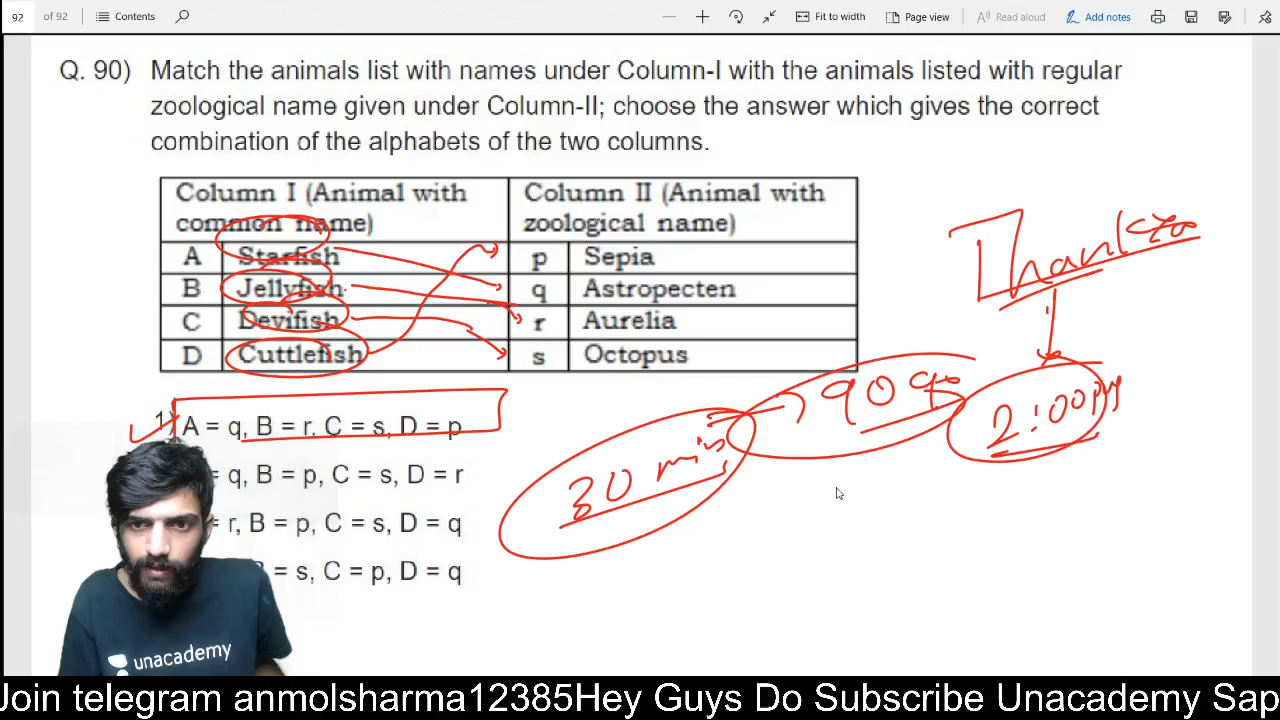 92 of 92 Contents Fit to width Page view Read aloud Add notes
Q. 90) Match the animals list with names under Column-I with the animals listed with regular
zoological name given under Column-II; choose the answer which gives the correct
combination of the alphabets of the two columns.
Column I (Animal with common name) Column II (Animal with zoological name)
A Starfish p Sepia
B Jellyfish q Astropecten
C Devifish r Aurelia
D Cuttlefish s Octopus
Thank
90 q
2:00 pm
30 min
1) A = q, B = r, C = s, D = p
= q, B = p, C = s, D = r
= r, B = p, C = s, D = q
= s, C = p, D = q
unacademy
Join telegram anmolsharma12385Hey Guys Do Subscribe Unacademy Sap